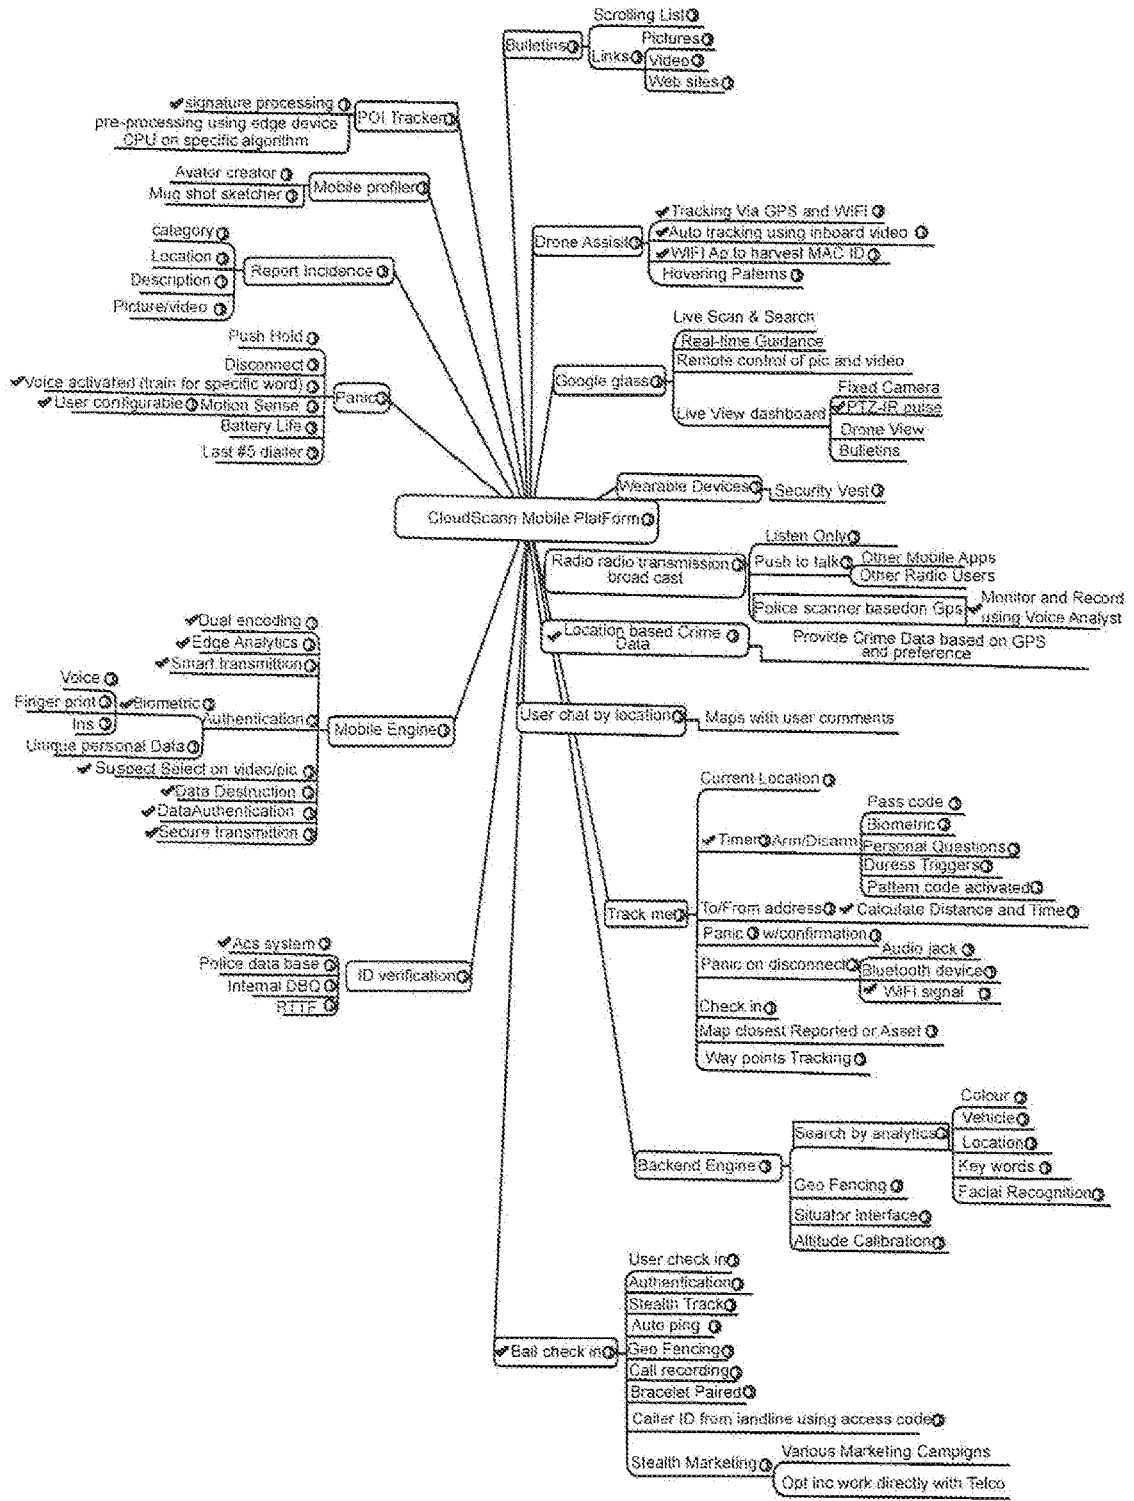 Bulletins
Scrolling List
Links
Pictures
Video
Web sites
POI Tracker
signature processing
pre-processing using edge device
CPU on specific algorithm
Mobile profiler
Avator creator
Mug shot sketcher
Report Incidence
category
Location
Description
Picture/video
Panic
Push Hold
Disconnect
Voice activated (train for specific word)
User configurable Motion Sense
Battery Life
Last #5 dialler
Drone Assisit
Tracking Via GPS and WIFI
Auto tracking using inboard video
WIFI Ap to harvest MAC ID
Hovering Paterns
Google glass
Live Scan & Search
Real-time Guidance
Remote control of pic and video
Live View dashboard
Fixed Camera
PTZ-IR pulse
Drone View
Bulletins
Wearable Devices
Security Vest
CloudScann Mobile PlatForm
Radio radio transmission
broad cast
Listen Only
Push to talk
Other Mobile Apps
Other Radio Users
Police scanner basedon Gps
Monitor and Record
using Voice Analyst
Location based Crime
Data
Provide Crime Data based on GPS
and preference
User chat by location
Maps with user comments
Mobile Engine
Dual encoding
Edge Analytics
Smart transmittion
Authentication
Biometric
Voice
Finger print
Iris
Unique personal Data
Suspect Select on video/pic
Data Destruction
DataAuthentication
Secure transmittion
ID verification
Acs system
Police data base
Internal DBQ
RTTF
Track me
Current Location
Timer Arm/Disarm
Pass code
Biometric
Personal Questions
Duress Triggers
Pattern code activated
To/From address Calculate Distance and Time
Panic w/confirmation
Panic on disconnect
Audio jack
Bluetooth device
WiFi signal
Check in
Map closest Reported or Asset
Way points Tracking
Backend Engine
Search by analytics
Colour
Vehicle
Location
Key words
Facial Recognition
Geo Fencing
Situator interface
Altitude Calibration
Bail check in
User check in
Authentication
Stealth Track
Auto ping
Geo Fencing
Call recording
Bracelet Paired
Caller ID from landline using access code
Stealth Marketing
Various Marketing Campigns
Opt inc work directly with Telco